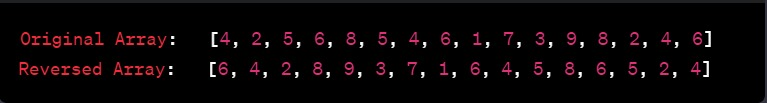 Original Array:   [4, 2, 5, 6, 8, 5, 4, 6, 1, 7, 3, 9, 8, 2, 4, 6]
Reversed Array:   [6, 4, 2, 8, 9, 3, 7, 1, 6, 4, 5, 8, 6, 5, 2, 4]